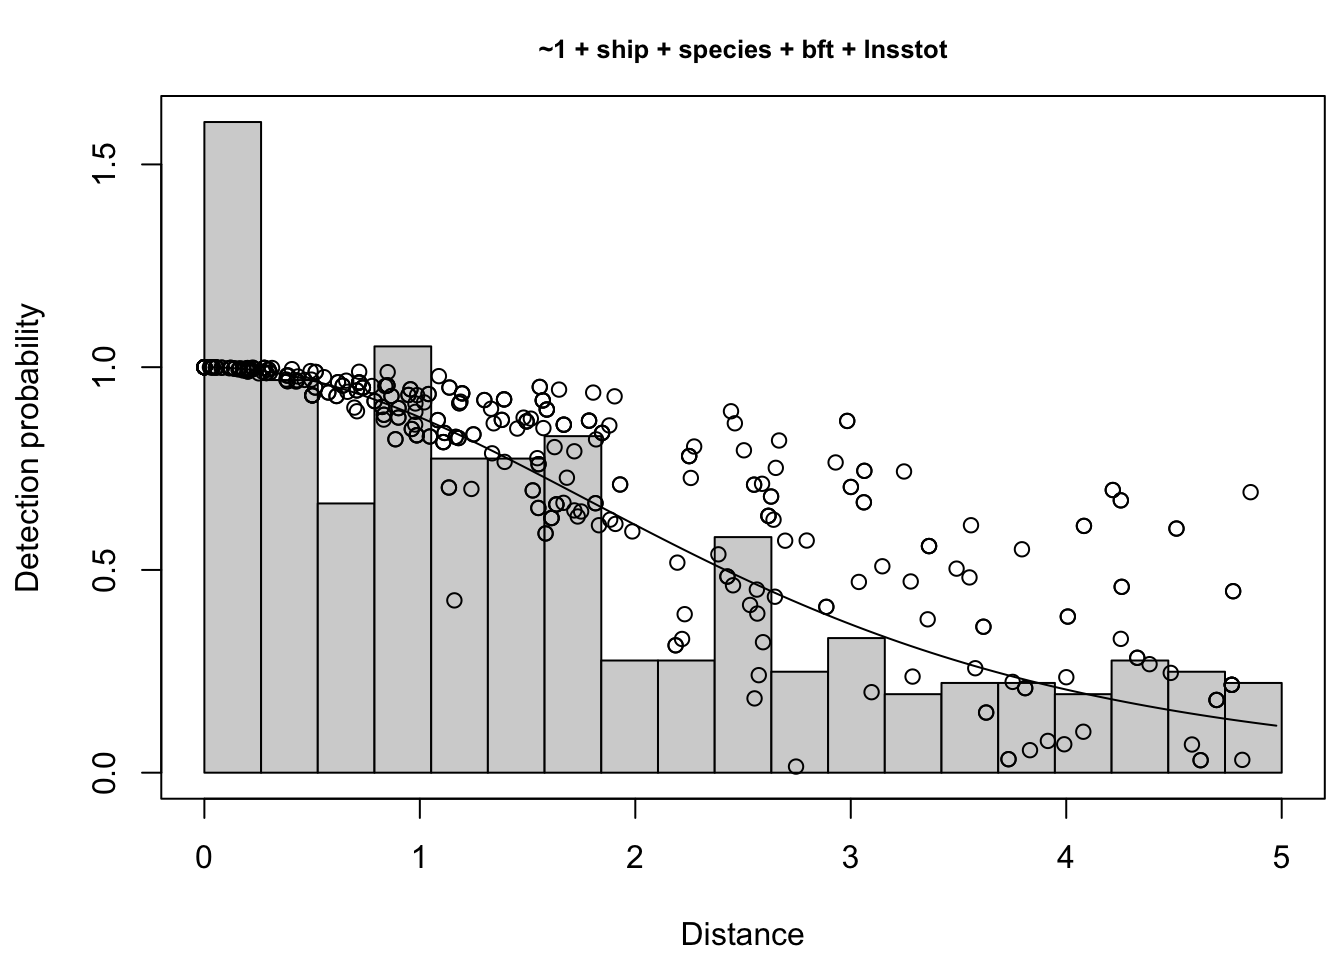 ~1 + ship + species + bft + lnsstot
Detection probability
1.5
1.0
0.5
0.0
0 1 2 3 4 5
Distance